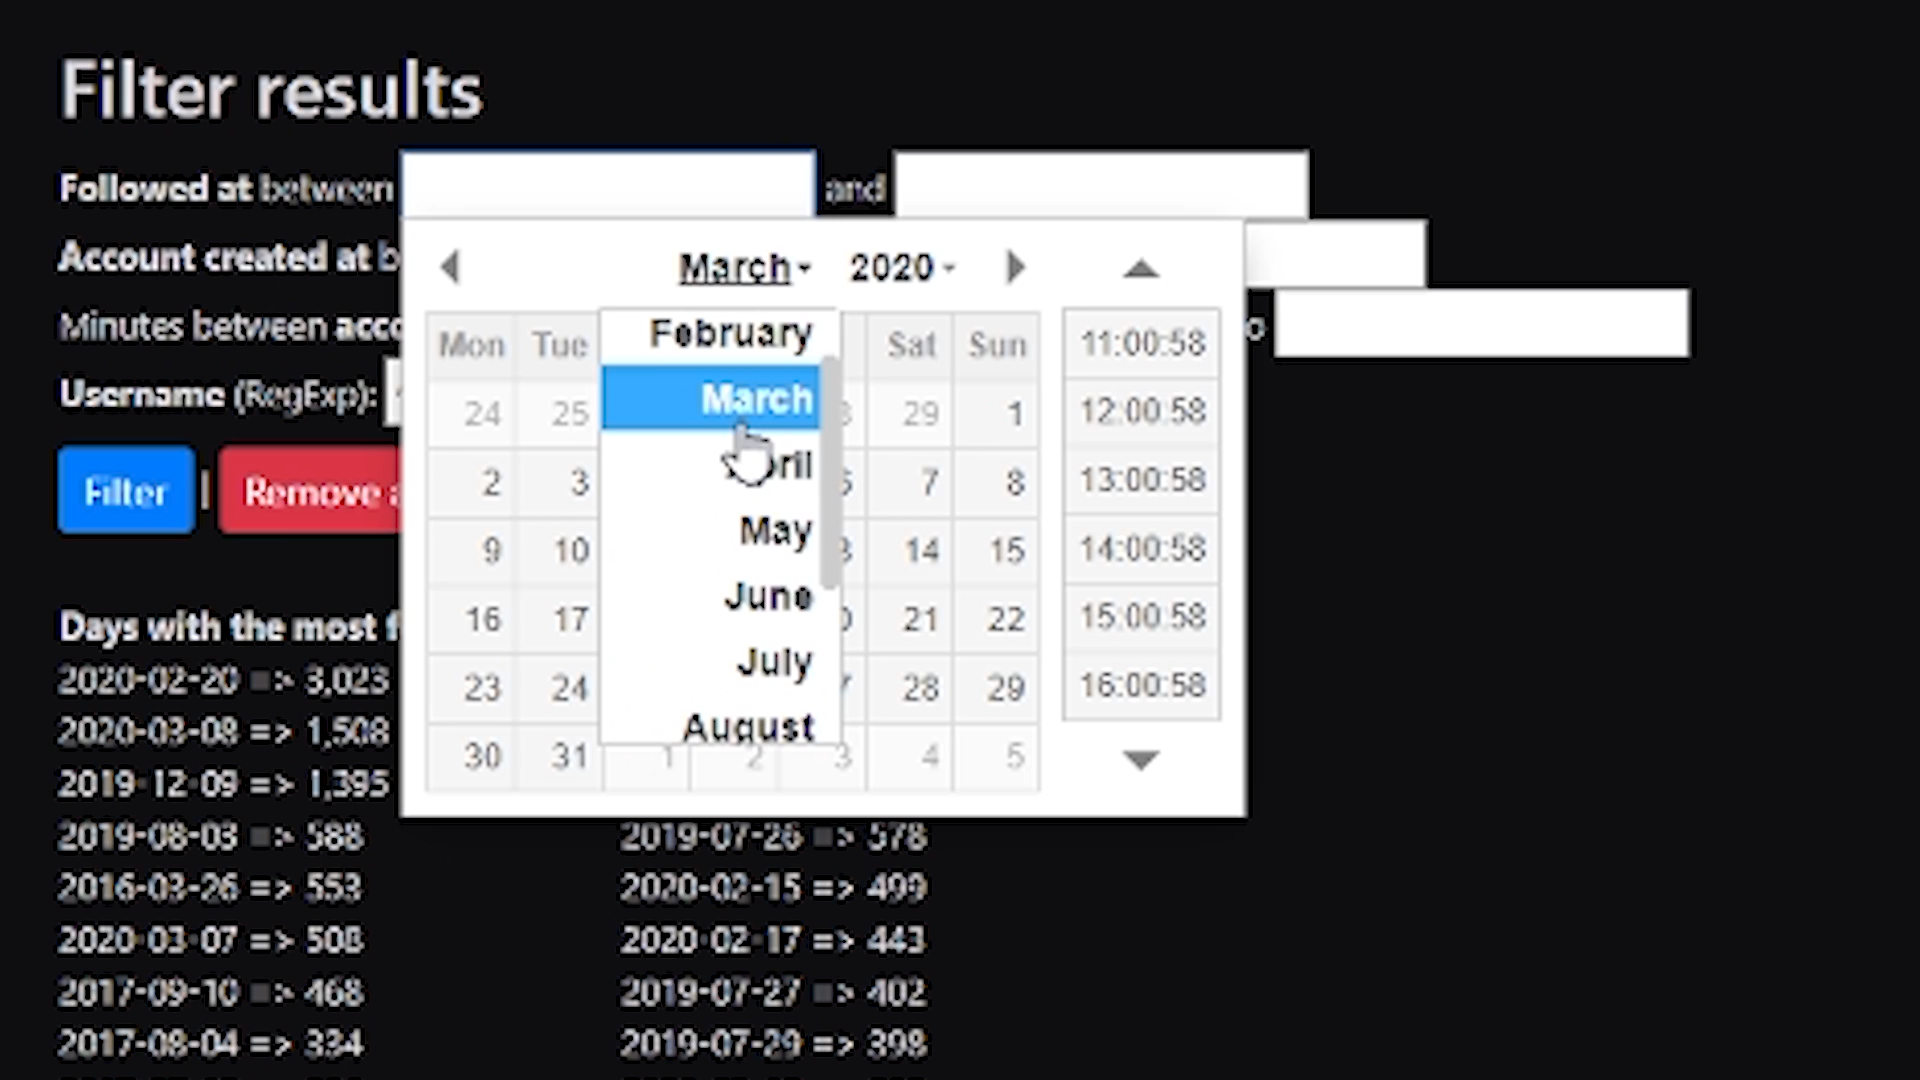 Filter results
Followed at between and
Account created at
Minutes between
Username (RegExp):
Filter | Remove
March 2020
Mon Tue Sat Sun
February
March
May
June
July
August
24 25 29 1
2 3 7 8
9 10 14 15
16 17 21 22
23 24 28 29
30 31 1 2 3 4 5
11:00:58
12:00:58
13:00:58
14:00:58
15:00:58
16:00:58
Days with the most
2020-02-20 => 3,023
2020-03-08 => 1,508
2019-12-09 => 1,395
2019-08-03 => 588
2016-03-26 => 553
2020-03-07 => 508
2017-09-10 => 468
2017-08-04 => 334
2019-07-26 => 578
2020-02-15 => 499
2020-02-17 => 443
2019-07-27 => 402
2019-07-29 => 398